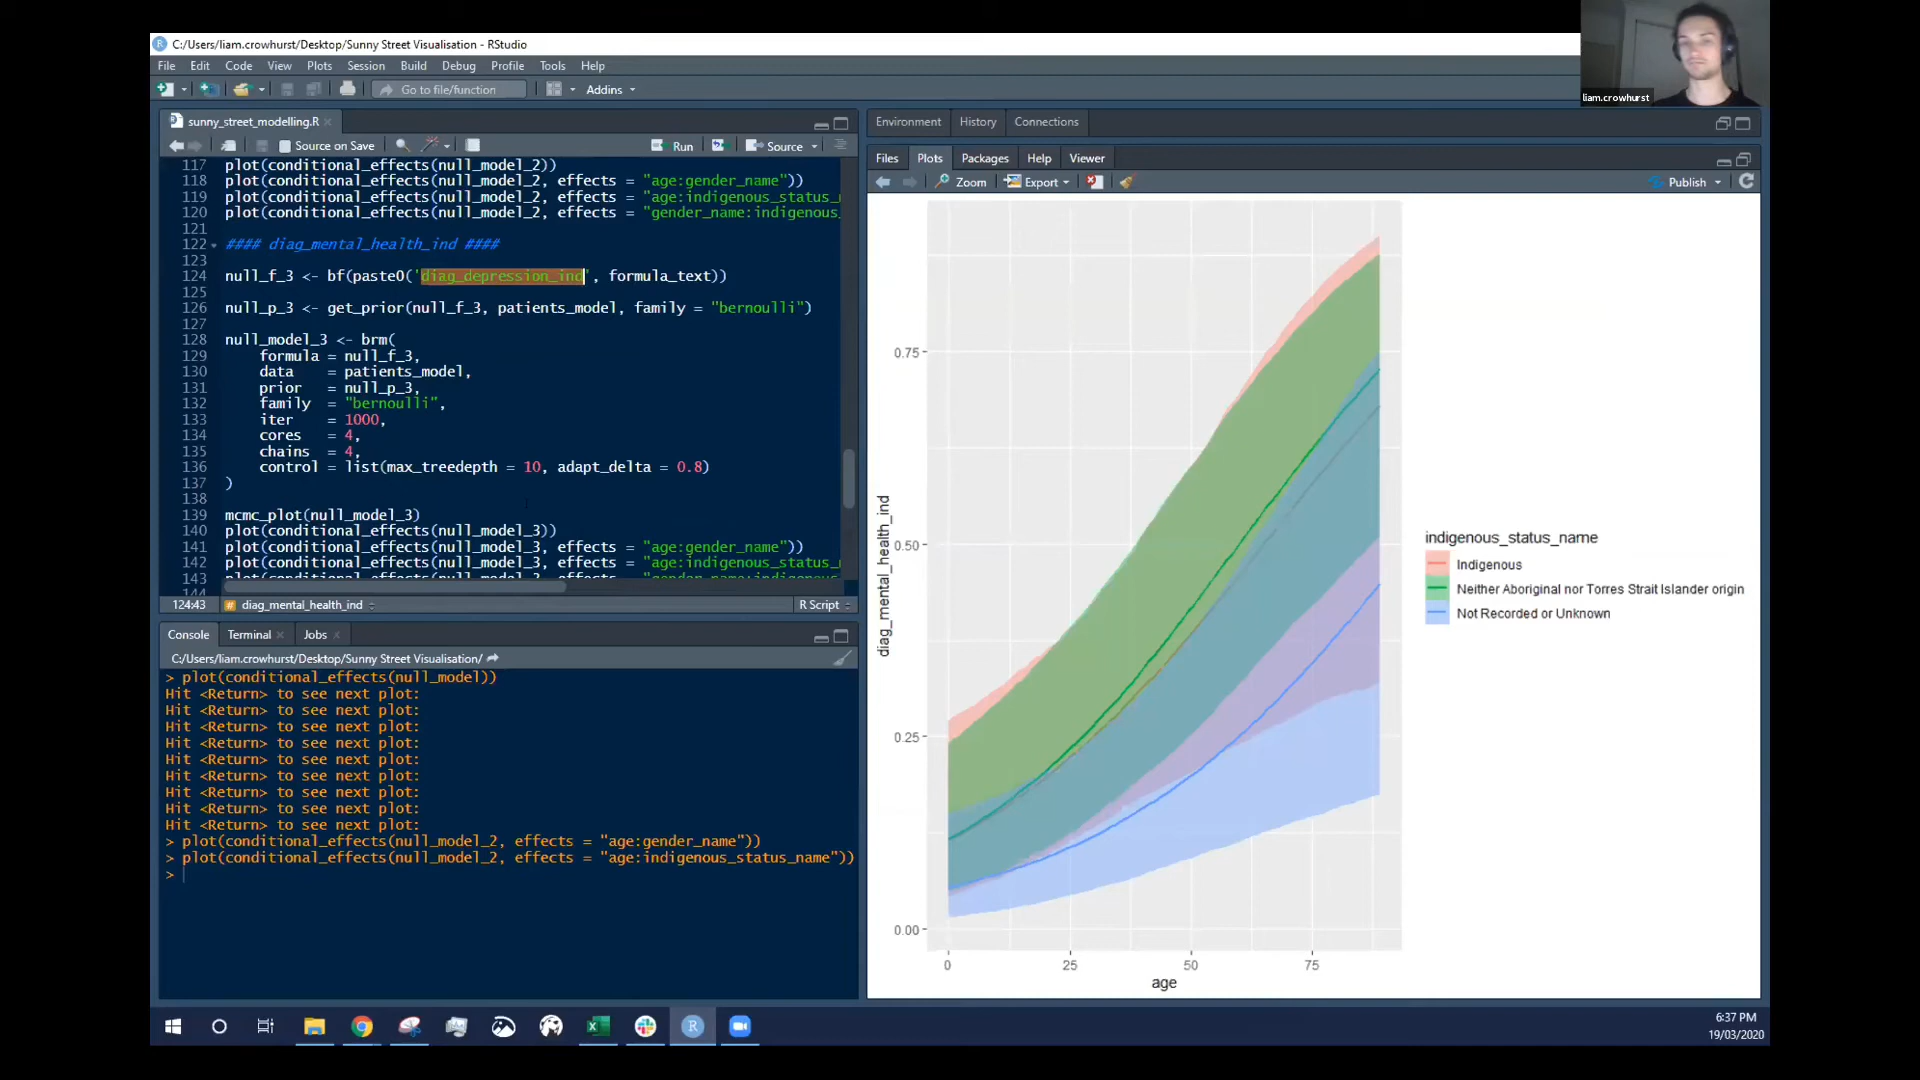 C:/Users/liam.crowhurst/Desktop/Sunny Street Visualisation - RStudio
File Edit Code View Plots Session Build Debug Profile Tools Help
Go to file/function Addins
liam.crowhurst
sunny_street_modelling.R
Source on Save Run Source
117 plot(conditional_effects(null_model_2))
118 plot(conditional_effects(null_model_2, effects = "age:gender_name"))
119 plot(conditional_effects(null_model_2, effects = "age:indigenous_status_
120 plot(conditional_effects(null_model_2, effects = "gender_name:indigenous_
121
122 #### diag_mental_health_ind ####
123
124 null_f_3 <- bf(paste0('diag_depression_ind', formula_text))
125
126 null_p_3 <- get_prior(null_f_3, patients_model, family = "bernoulli")
127
128 null_model_3 <- brm(
129 formula = null_f_3,
130 data = patients_model,
131 prior = null_p_3,
132 family = "bernoulli",
133 iter = 1000,
134 cores = 4,
135 chains = 4,
136 control = list(max_treedepth = 10, adapt_delta = 0.8)
137 )
138
139 mcmc_plot(null_model_3)
140 plot(conditional_effects(null_model_3))
141 plot(conditional_effects(null_model_3, effects = "age:gender_name"))
142 plot(conditional_effects(null_model_3, effects = "age:indigenous_status_
143 plot(conditional_effects(null_model_3, effects = "gender_name:indigenous
144
124:43 # diag_mental_health_ind R Script
Console Terminal Jobs
C:/Users/liam.crowhurst/Desktop/Sunny Street Visualisation/
> plot(conditional_effects(null_model))
Hit <Return> to see next plot:
Hit <Return> to see next plot:
Hit <Return> to see next plot:
Hit <Return> to see next plot:
Hit <Return> to see next plot:
Hit <Return> to see next plot:
Hit <Return> to see next plot:
Hit <Return> to see next plot:
Hit <Return> to see next plot:
> plot(conditional_effects(null_model_2, effects = "age:gender_name"))
> plot(conditional_effects(null_model_2, effects = "age:indigenous_status_name"))
>
Environment History Connections
Files Plots Packages Help Viewer
Zoom Export Publish
diag_mental_health_ind
0.75
0.50
0.25
0.00
0 25 50 75
age
indigenous_status_name
Indigenous
Neither Aboriginal nor Torres Strait Islander origin
Not Recorded or Unknown
6:37 PM
19/03/2020